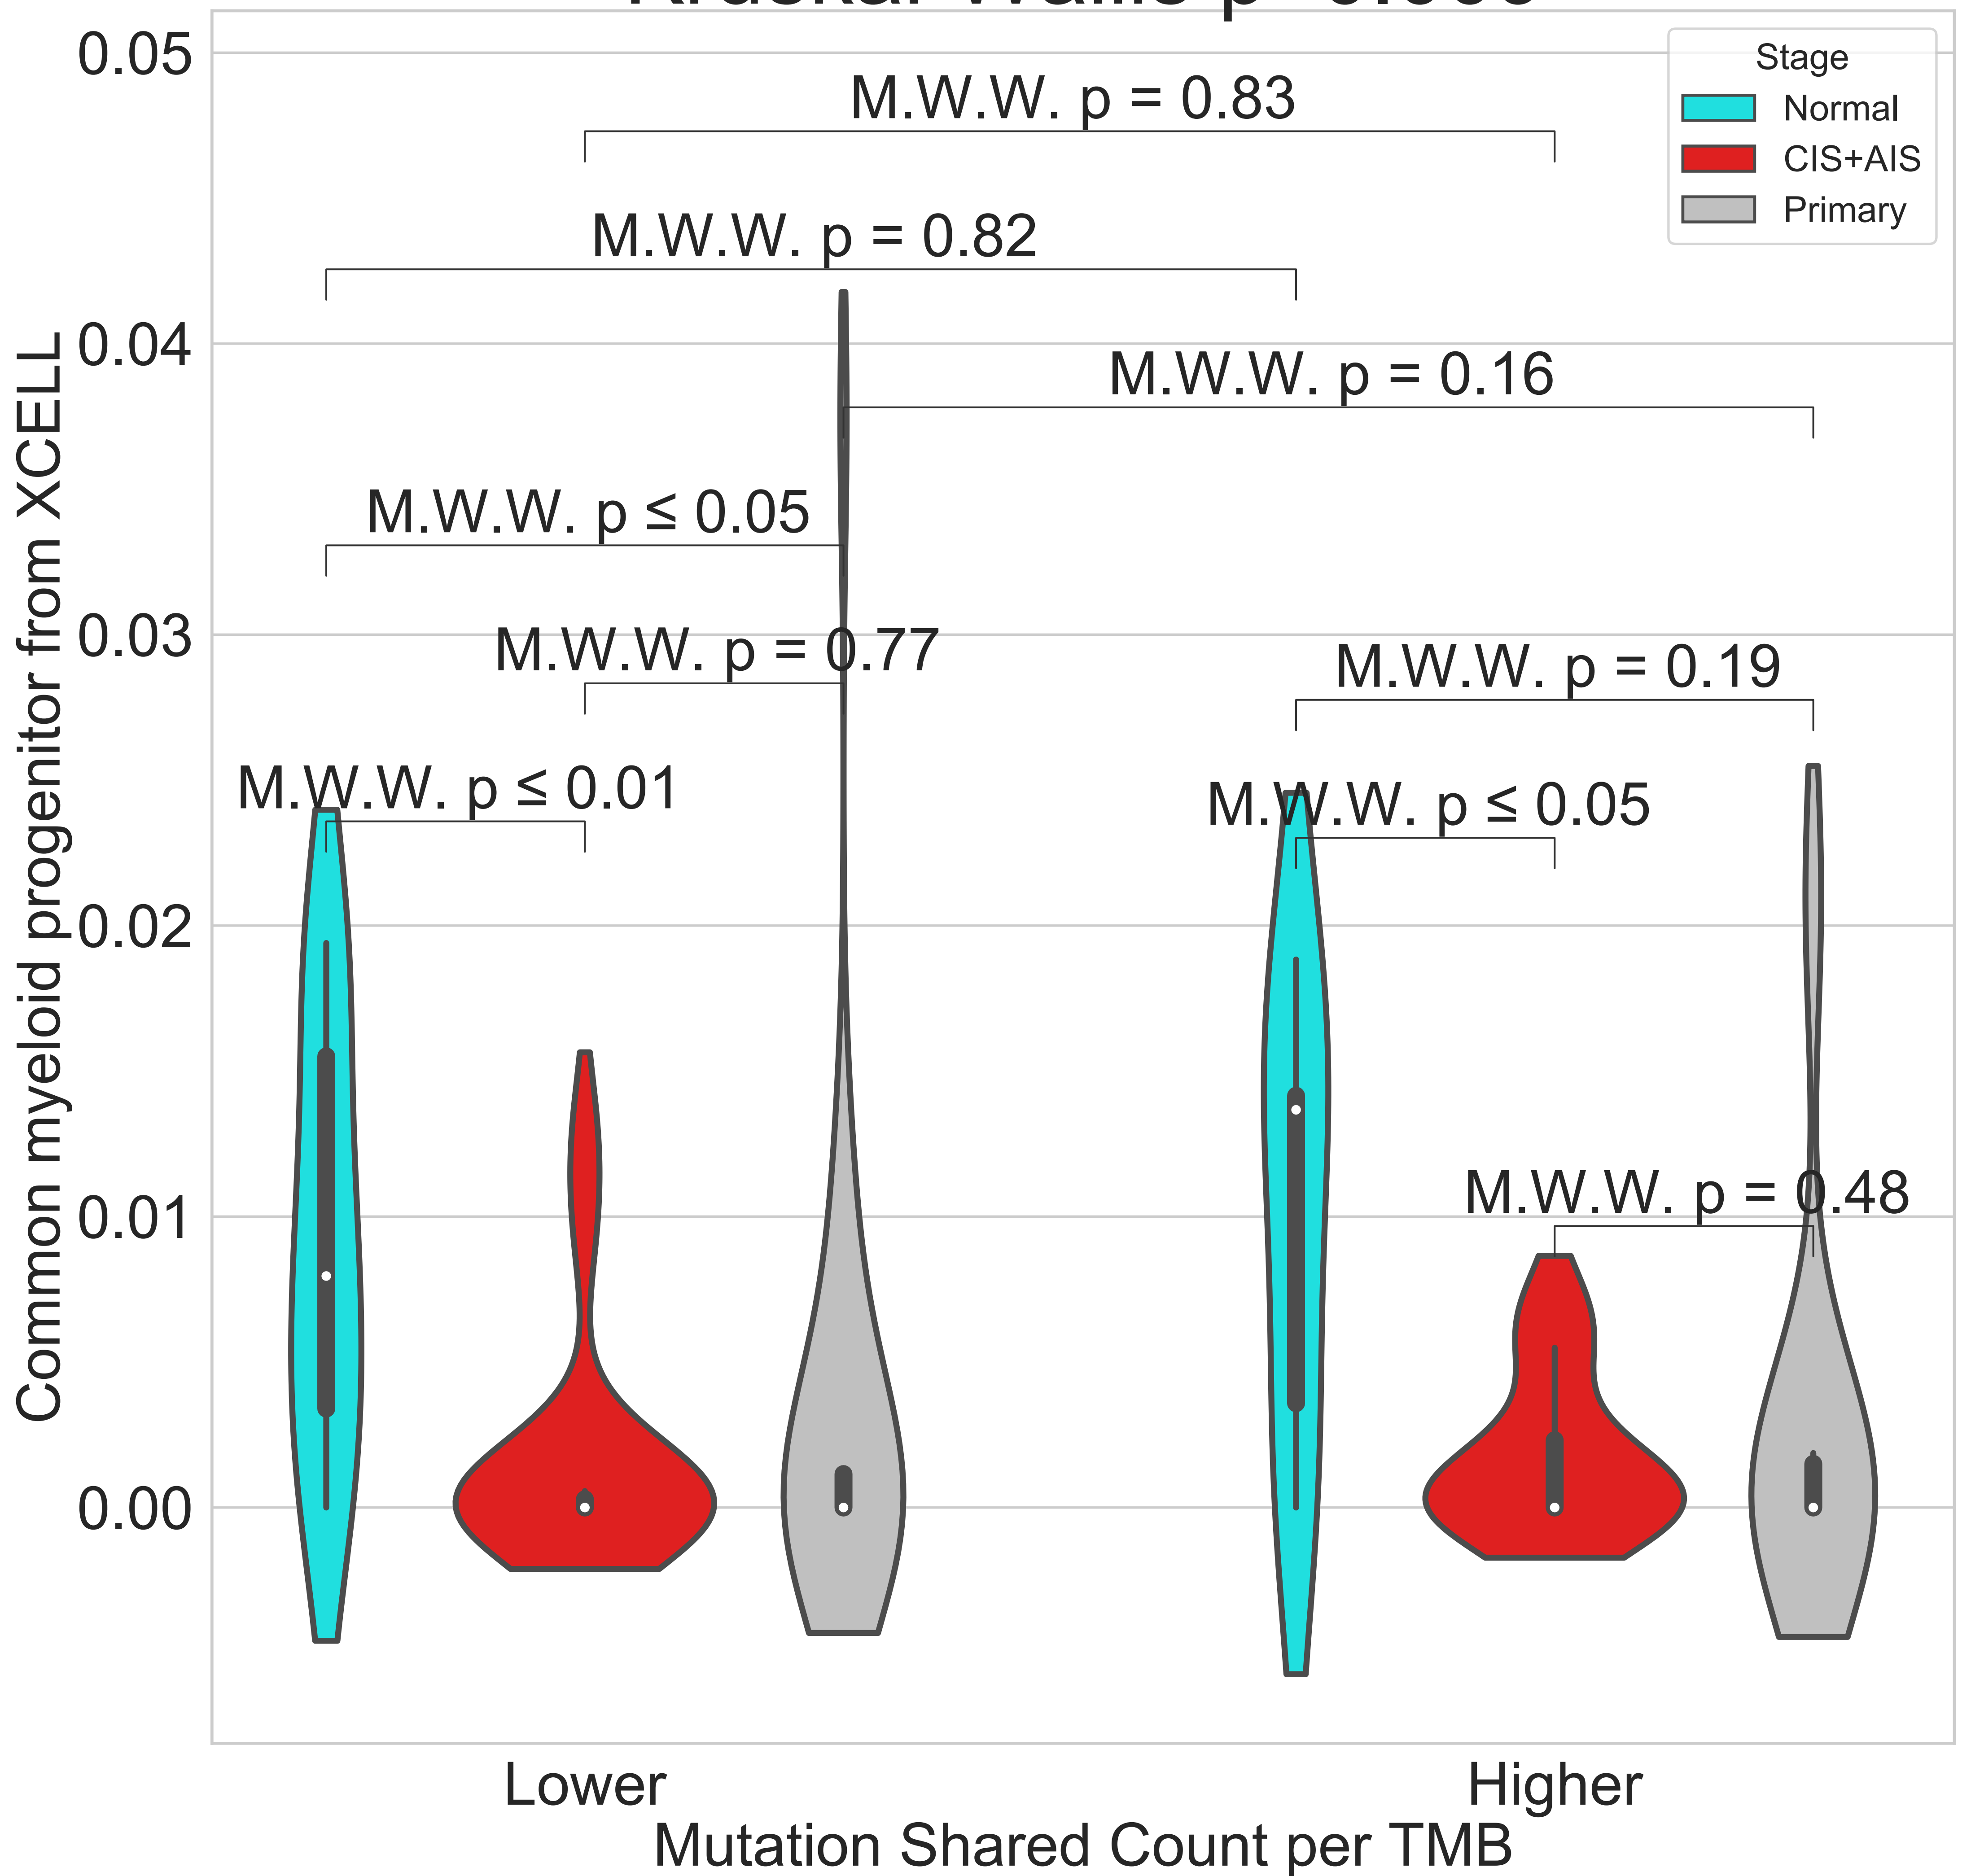 0.05
0.04
0.03
0.02
0.01
0.00
Common myeloid progenitor from XCELL
Stage
Normal
CIS+AIS
Primary
M.W.W. p = 0.83
M.W.W. p = 0.82
M.W.W. p = 0.16
M.W.W. p ≤ 0.05
M.W.W. p = 0.77
M.W.W. p = 0.19
M.W.W. p ≤ 0.01
M.W.W. p ≤ 0.05
M.W.W. p = 0.48
Lower
Higher
Mutation Shared Count per TMB